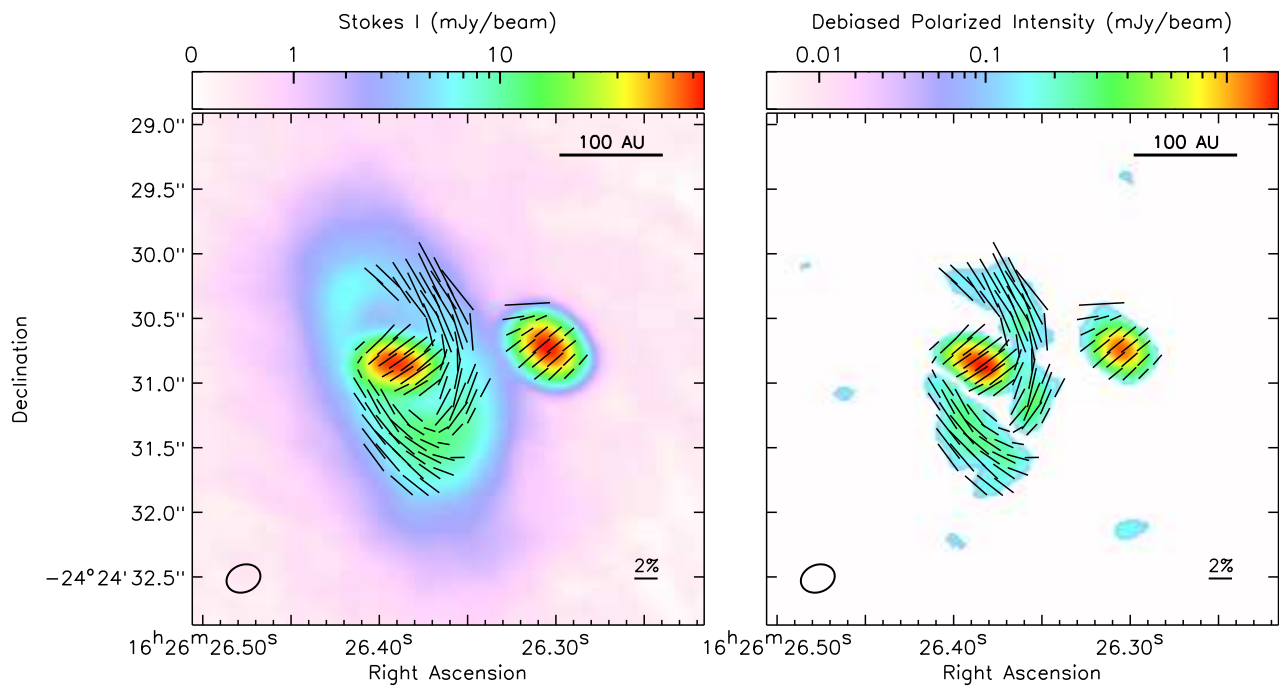 Stokes I (mJy/beam)
0 1 10
Debiased Polarized Intensity (mJy/beam)
0.01 0.1 1
29.0"
29.5"
30.0"
30.5"
31.0"
31.5"
32.0"
−24°24'32.5"
Declination
100 AU
2%
16h26m26.50s 26.40s 26.30s
Right Ascension
100 AU
2%
16h26m26.50s 26.40s 26.30s
Right Ascension